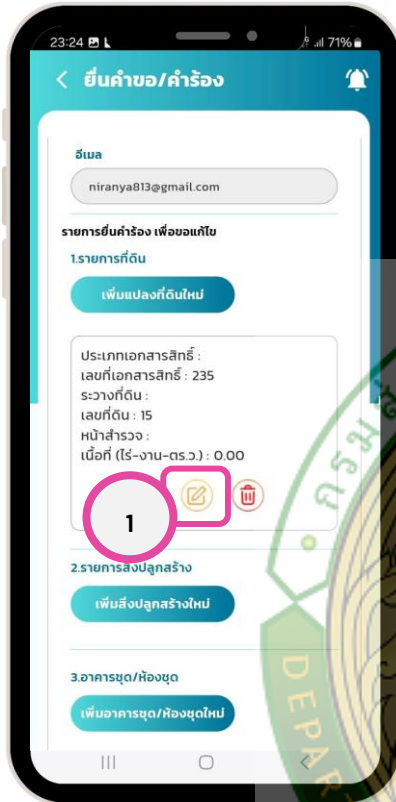 23:24
71%
ยื่นคำขอ/คำร้อง
อีเมล
niranya813@gmail.com
รายการยื่นคำร้อง เพื่อขอแก้ไข
1.รายการที่ดิน
เพิ่มแปลงที่ดินใหม่
ประเภทเอกสารสิทธิ์ :
เลขที่เอกสารสิทธิ์ : 235
ระวางที่ดิน :
เลขที่ดิน : 15
หน้าสำรวจ :
เนื้อที่ (ไร่-งาน-ตร.ว.) : 0.00
1
2.รายการสิ่งปลูกสร้าง
เพิ่มสิ่งปลูกสร้างใหม่
3.อาคารชุด/ห้องชุด
เพิ่มอาคารชุด/ห้องชุดใหม่
กรมส
DEPAR